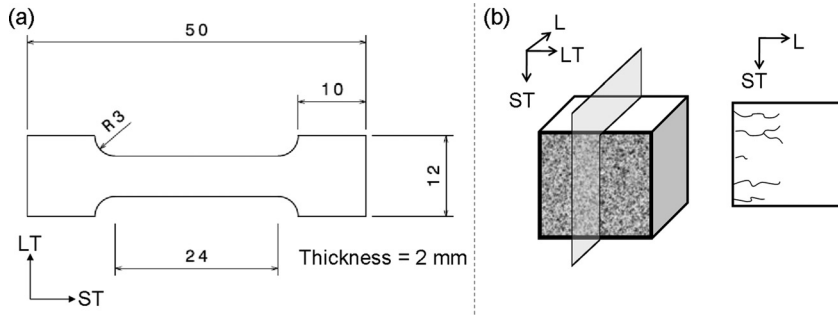 (a)
50
10
R3
12
24
LT
ST
Thickness = 2 mm
(b)
L
LT
ST
L
ST